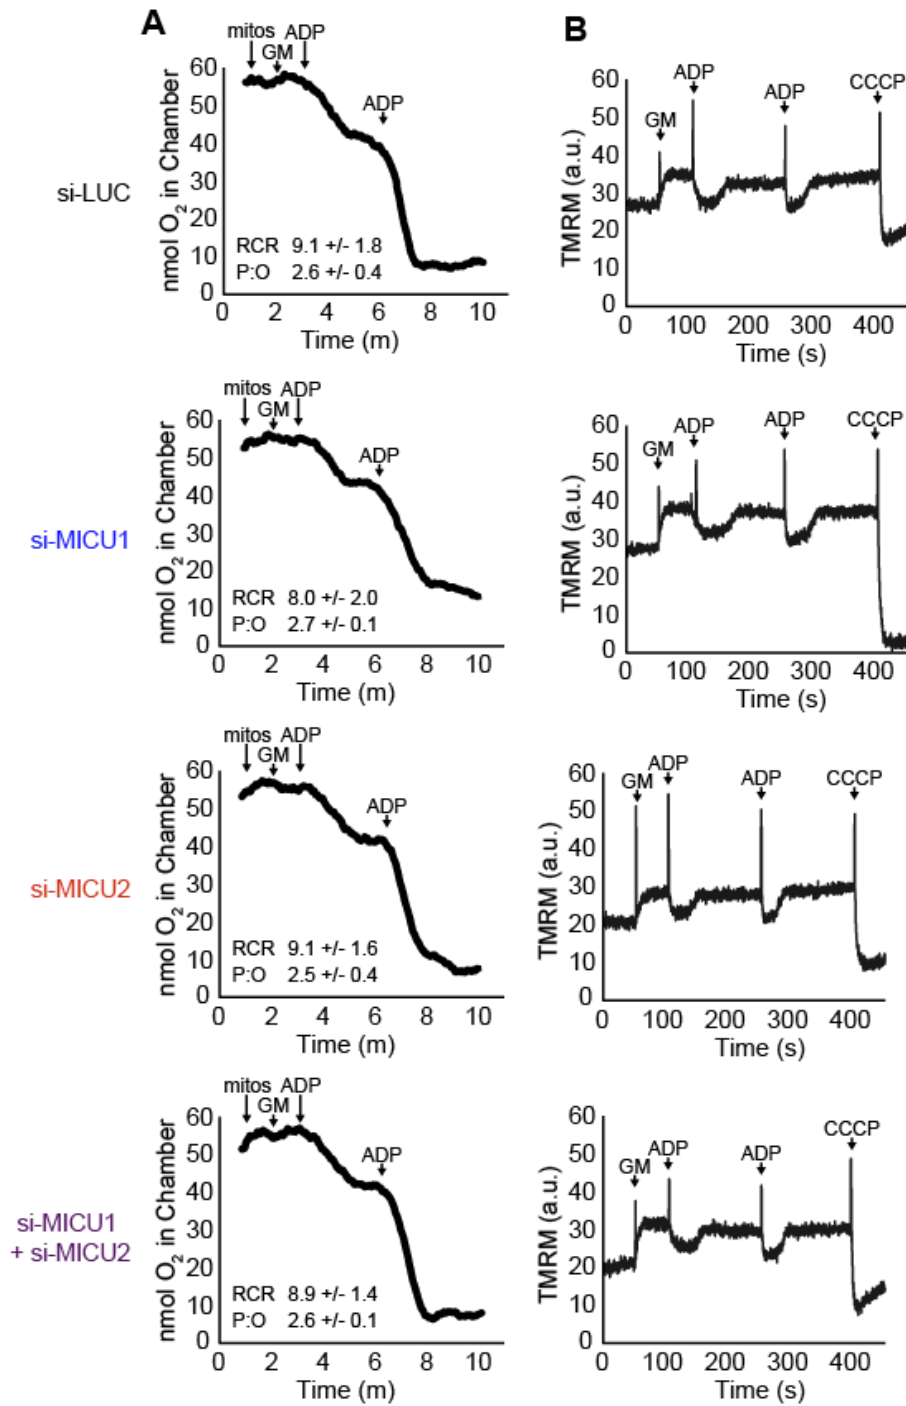 A
B
si-LUC
mitos
ADP
GM
ADP
nmol O2 in Chamber
60
50
40
30
20
10
0
RCR 9.1 +/- 1.8
P:O 2.6 +/- 0.4
0 2 4 6 8 10
Time (m)
GM
ADP
ADP
CCCP
TMRM (a.u.)
60
50
40
30
20
10
0
0 100 200 300 400
Time (s)
si-MICU1
mitos ADP
GM
ADP
nmol O2 in Chamber
60
50
40
30
20
10
0
RCR 8.0 +/- 2.0
P:O 2.7 +/- 0.1
0 2 4 6 8 10
Time (m)
GM
ADP
ADP
CCCP
TMRM (a.u.)
60
50
40
30
20
10
0
0 100 200 300 400
Time (s)
si-MICU2
mitos ADP
GM
ADP
nmol O2 in Chamber
60
50
40
30
20
10
0
RCR 9.1 +/- 1.6
P:O 2.5 +/- 0.4
0 2 4 6 8 10
Time (m)
GM
ADP
ADP
CCCP
TMRM (a.u.)
60
50
40
30
20
10
0
0 100 200 300 400
Time (s)
si-MICU1
+ si-MICU2
mitos ADP
GM
ADP
nmol O2 in Chamber
60
50
40
30
20
10
0
RCR 8.9 +/- 1.4
P:O 2.6 +/- 0.1
0 2 4 6 8 10
Time (m)
GM
ADP
ADP
CCCP
TMRM (a.u.)
60
50
40
30
20
10
0
0 100 200 300 400
Time (s)